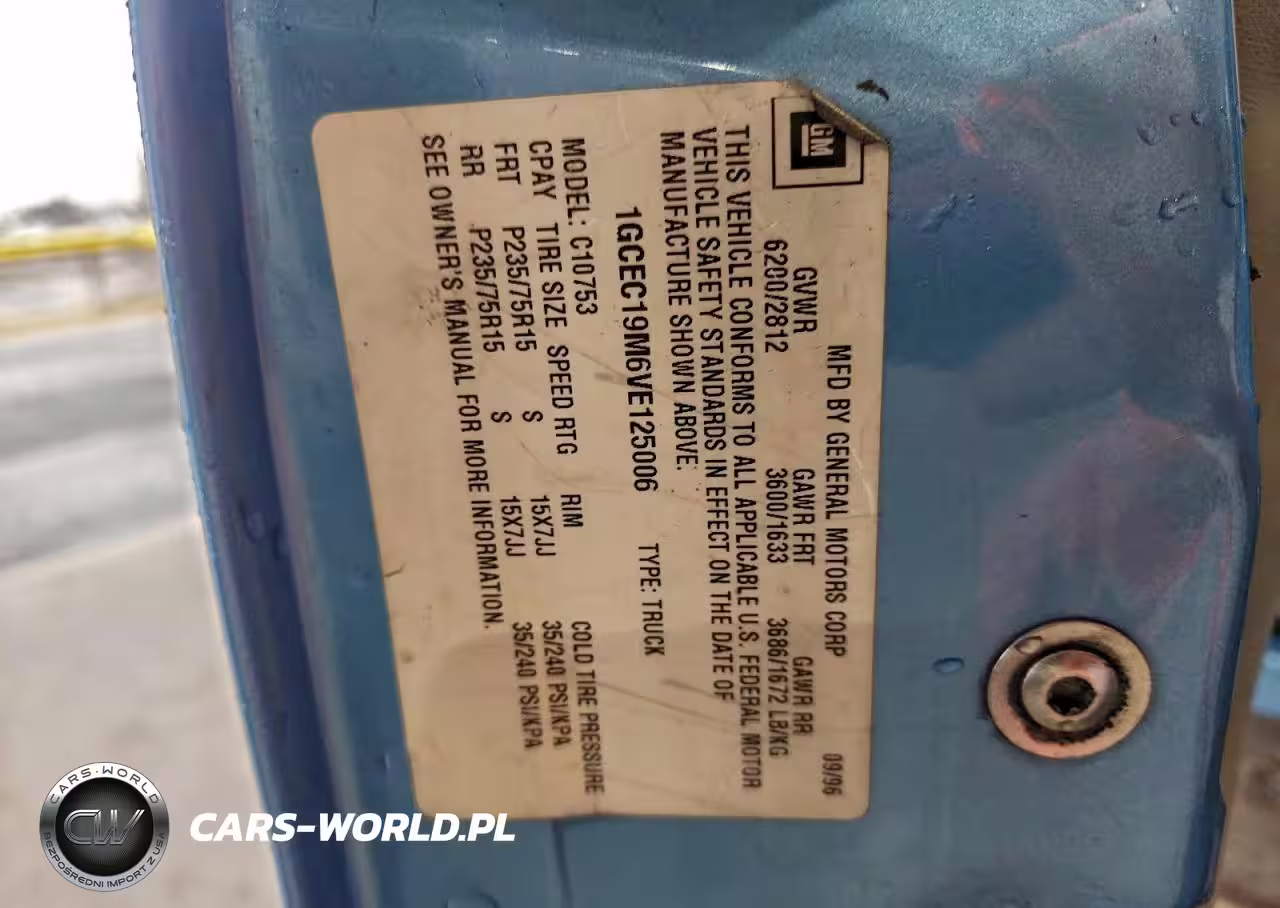 GM
MFD BY GENERAL MOTORS CORP 09/96
GVWR GAWR FRT GAWR RR
6200/2812 3600/1633 3686/1672 LB/KG
THIS VEHICLE CONFORMS TO ALL APPLICABLE U.S. FEDERAL MOTOR
VEHICLE SAFETY STANDARDS IN EFFECT ON THE DATE OF
MANUFACTURE SHOWN ABOVE.
1GCEC19M6VE125006 TYPE: TRUCK
MODEL: C10753
CPAY TIRE SIZE SPEED RTG RIM COLD TIRE PRESSURE
FRT P235/75R15 S 15X7JJ 35/240 PSI/KPA
RR P235/75R15 S 15X7JJ 35/240 PSI/KPA
SEE OWNER'S MANUAL FOR MORE INFORMATION.
CARS-WORLD
CW
BEZPOŚREDNI IMPORT Z USA
CARS-WORLD.PL